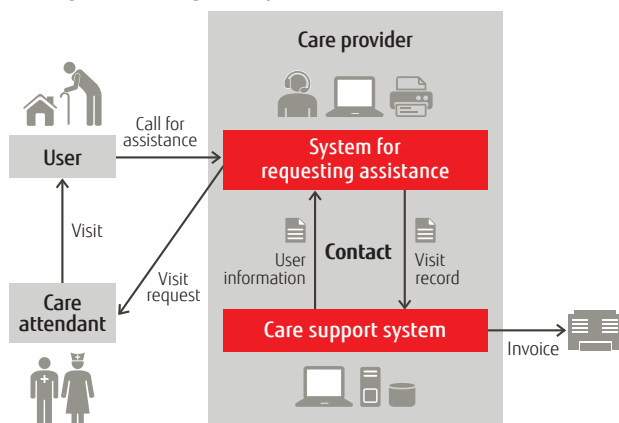 Care provider
Call for
assistance
User
System for
requesting assistance
Visit
User
information
Contact
Visit
record
Visit
request
Care
attendant
Care support system
Invoice